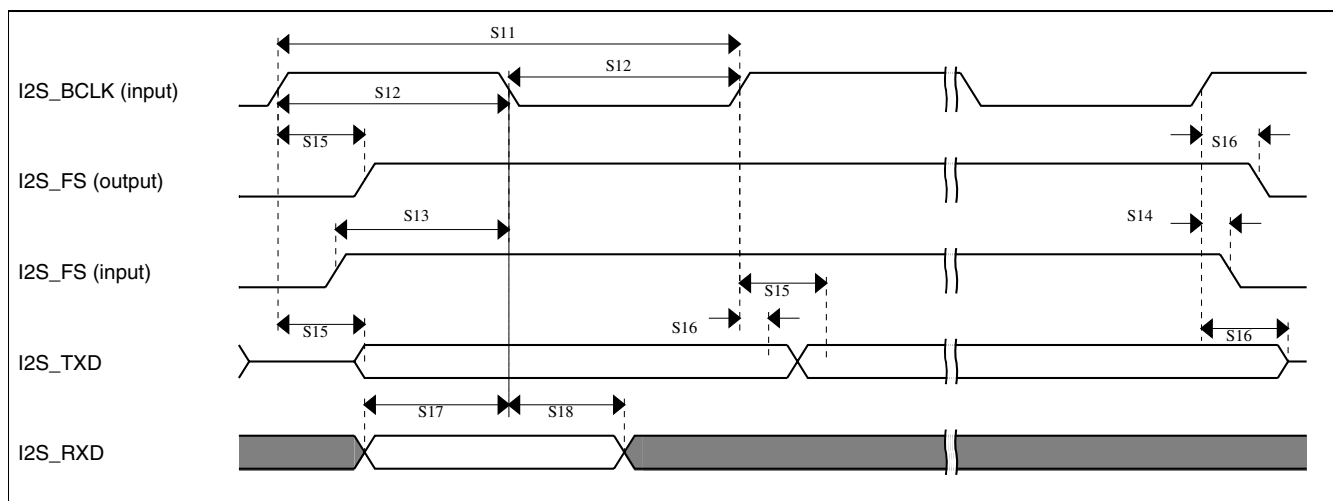 S11
I2S_BCLK (input)
S12
S12
S15
S16
I2S_FS (output)
S13
S14
I2S_FS (input)
S15
S15
S16
S16
I2S_TXD
S17
S18
I2S_RXD